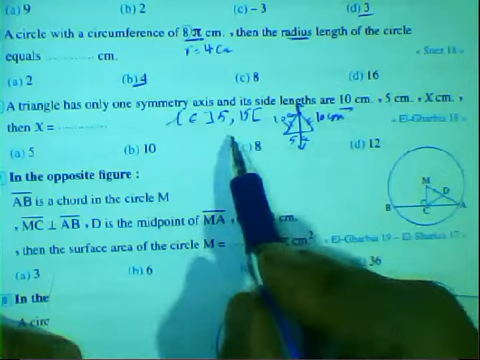 (a) 9 (b) 2 (c) - 3 (d) 3
A circle with a circumference of 8 π cm. , then the radius length of the circle
equals ............... cm. « Suez 18 »
r = 4 cm
(a) 2 (b) 4 (c) 8 (d) 16
A triangle has only one symmetry axis and its side lengths are 10 cm. , 5 cm. , X cm. ,
then X = ............... ] 5 , 15 [ 10 cm « El-Gharbia 18 »
5
(a) 5 (b) 10 (c) 8 (d) 12
In the opposite figure :
AB is a chord in the circle M
, MC ⊥ AB , D is the midpoint of MA , cm.
, then the surface area of the circle M = cm² « El-Gharbia 19 – El-Sharkia 17 »
(a) 3 (b) 6 36
In the
A circ
M
D
B C A